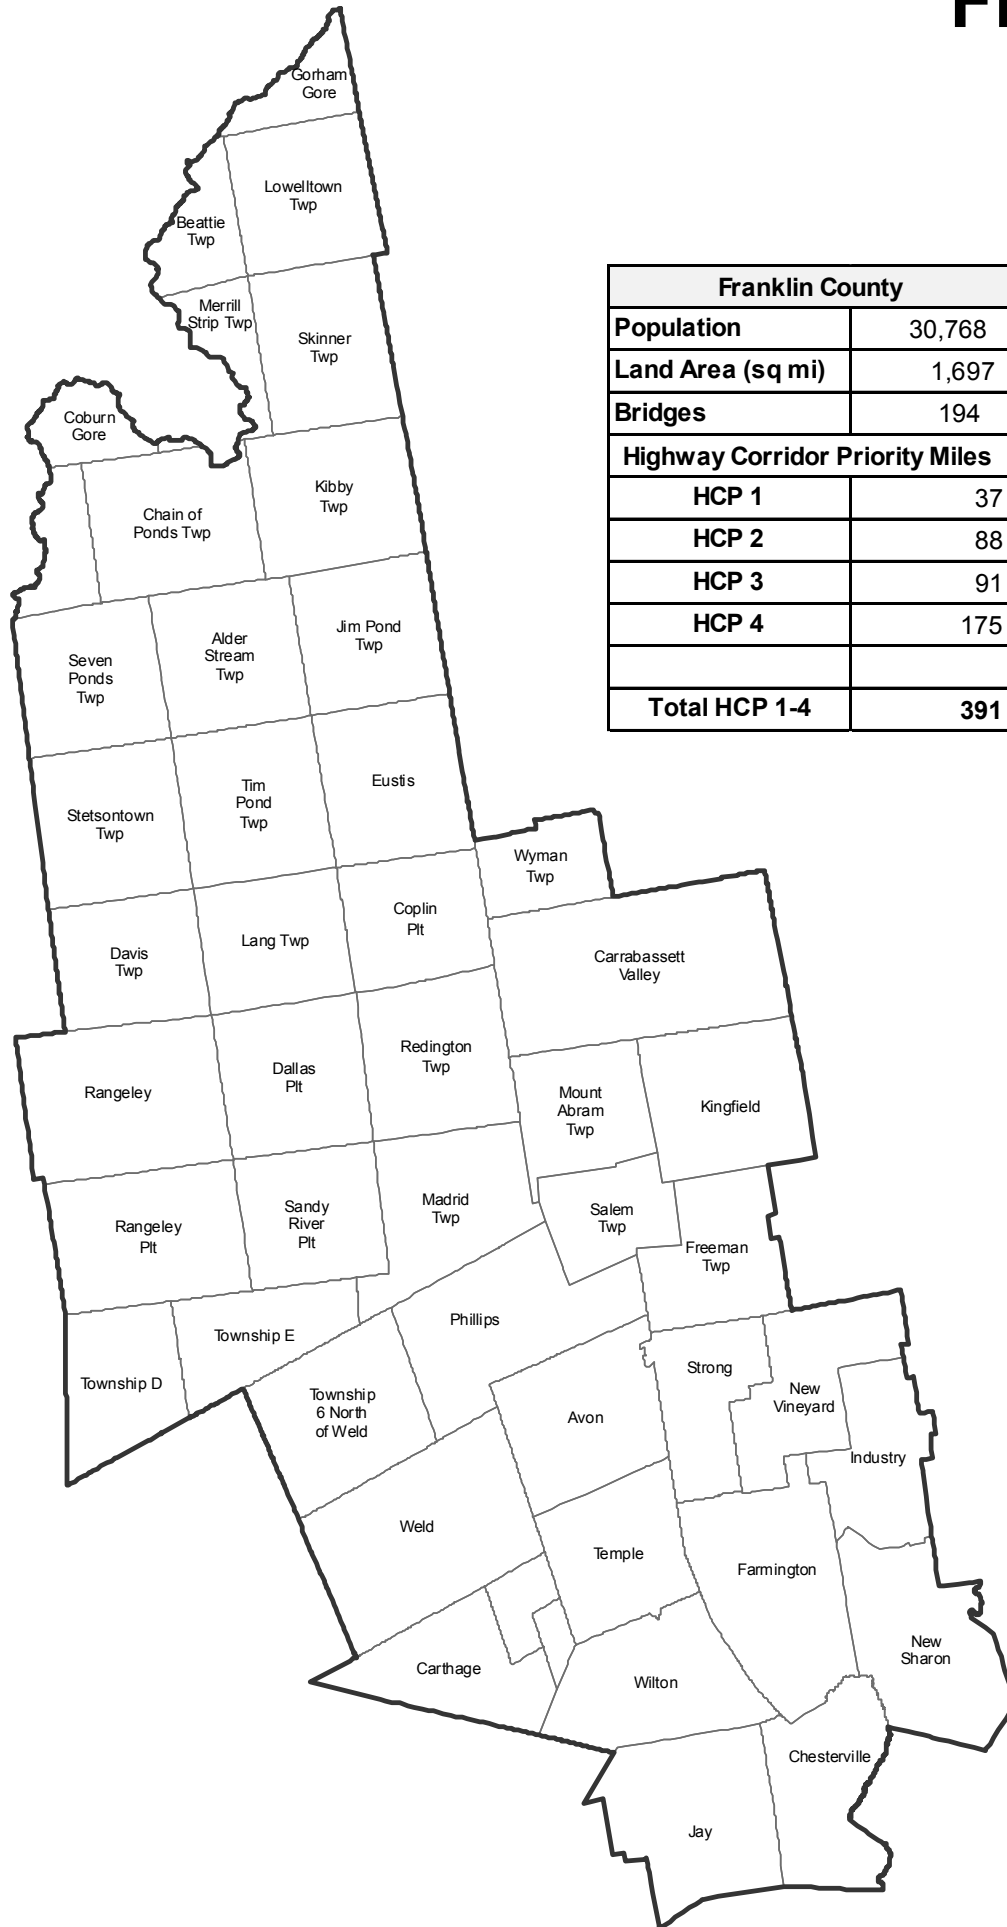 Gorham
Gore
Lowelltown
Twp
Beattie
Twp
Merrill
Strip Twp
Skinner
Twp
Franklin County
Population 30,768
Land Area (sq mi) 1,697
Bridges 194
Highway Corridor Priority Miles
HCP 1 37
HCP 2 88
HCP 3 91
HCP 4 175
Total HCP 1-4 391
Coburn
Gore
Kibby
Twp
Chain of
Ponds Twp
Jim Pond
Twp
Alder
Stream
Twp
Seven
Ponds
Twp
Eustis
Tim
Pond
Twp
Stetsontown
Twp
Wyman
Twp
Coplin
Plt
Lang Twp
Davis
Twp
Carrabassett
Valley
Redington
Twp
Dallas
Plt
Rangeley
Mount
Abram
Twp
Kingfield
Madrid
Twp
Sandy
River
Plt
Rangeley
Plt
Salem
Twp
Freeman
Twp
Phillips
Township E
Township D
Strong
New
Vineyard
Township
6 North
of Weld
Avon
Industry
Weld
Temple
Farmington
New
Sharon
Carthage
Wilton
Chesterville
Jay